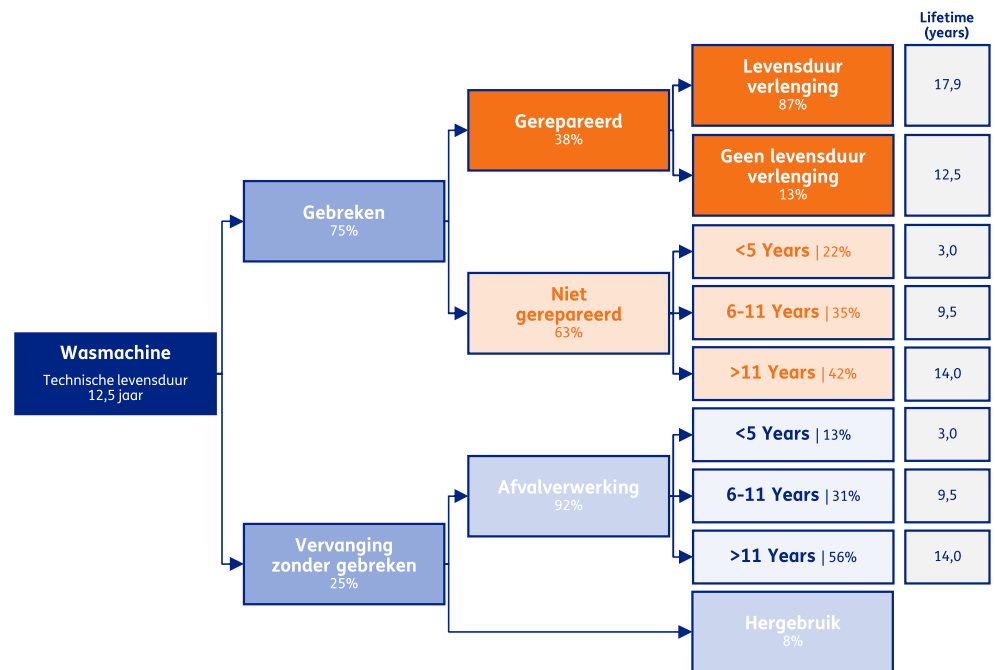 Lifetime
(years)
Levensduur
verlenging
87%
17,9
Gerepareerd
38%
Geen levensduur
verlenging
13%
12,5
Gebreken
75%
<5 Years | 22%
3,0
Niet
gerepareerd
63%
6-11 Years | 35%
9,5
Wasmachine
Technische levensduur
12,5 jaar
>11 Years | 42%
14,0
<5 Years | 13%
3,0
Afvalverwerking
92%
6-11 Years | 31%
9,5
Vervanging
zonder gebreken
25%
>11 Years | 56%
14,0
Hergebruik
8%